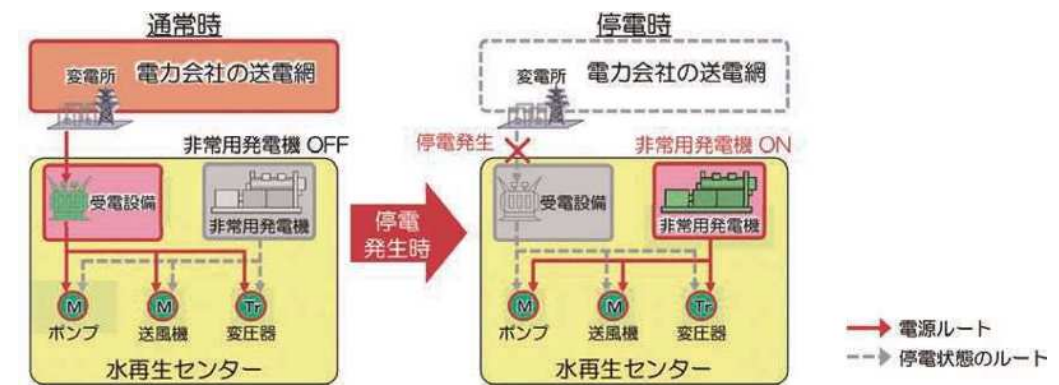 通常時
変電所 電力会社の送電網
非常用発電機 OFF
受電設備
非常用発電機
M
M
Tr
ポンプ
送風機
変圧器
水再生センター
停電
発生時
停電時
変電所 電力会社の送電網
停電発生
非常用発電機 ON
受電設備
非常用発電機
M
M
Tr
ポンプ
送風機
変圧器
水再生センター
電源ルート
停電状態のルート